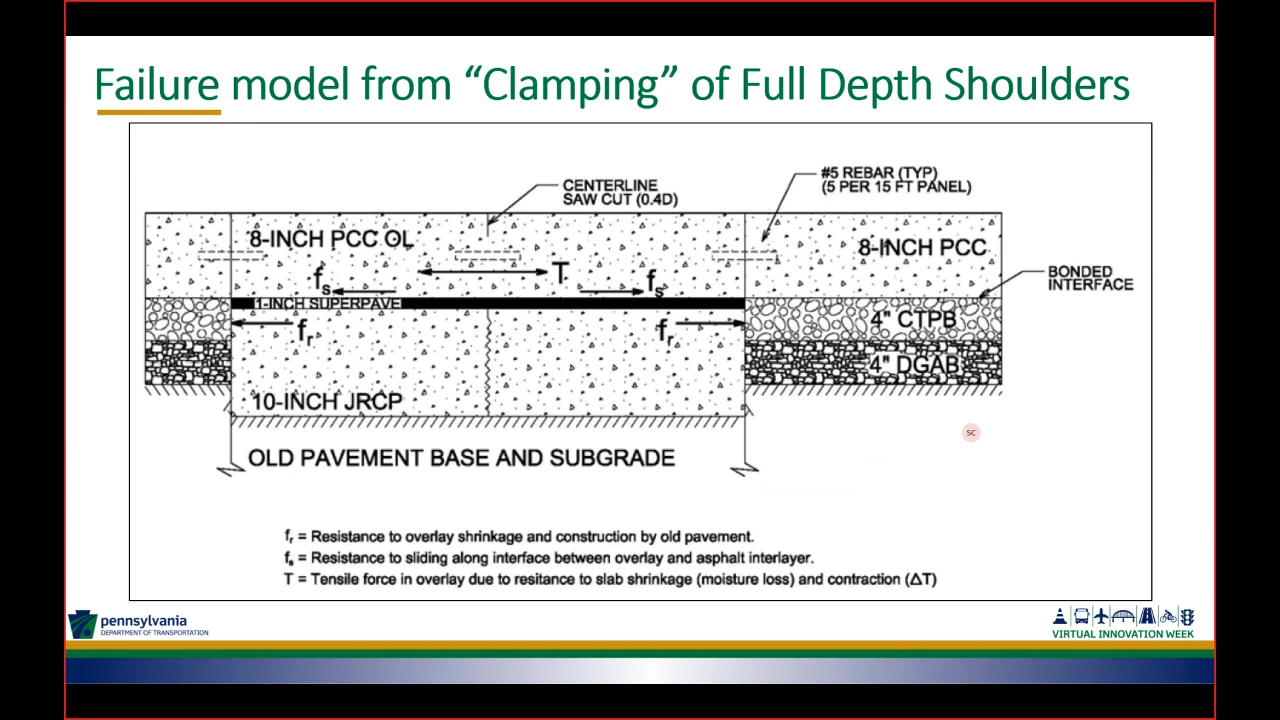 Failure model from “Clamping” of Full Depth Shoulders
CENTERLINE
SAW CUT (0.4D)
#5 REBAR (TYP)
(5 PER 15 FT PANEL)
8-INCH PCC OL
8-INCH PCC
T
fs
fs
BONDED
INTERFACE
1-INCH SUPERPAVE
fr
fr
4" CTPB
4" DGAB
10-INCH JRCP
SC
OLD PAVEMENT BASE AND SUBGRADE
fr = Resistance to overlay shrinkage and construction by old pavement.
fs = Resistance to sliding along interface between overlay and asphalt interlayer.
T = Tensile force in overlay due to resitance to slab shrinkage (moisture loss) and contraction (ΔT)
pennsylvania
DEPARTMENT OF TRANSPORTATION
VIRTUAL INNOVATION WEEK